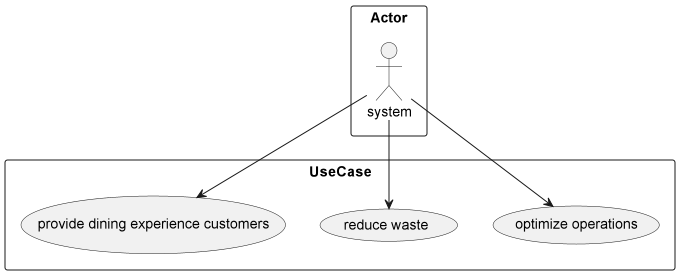 Actor
system
UseCase
provide dining experience customers
reduce waste
optimize operations